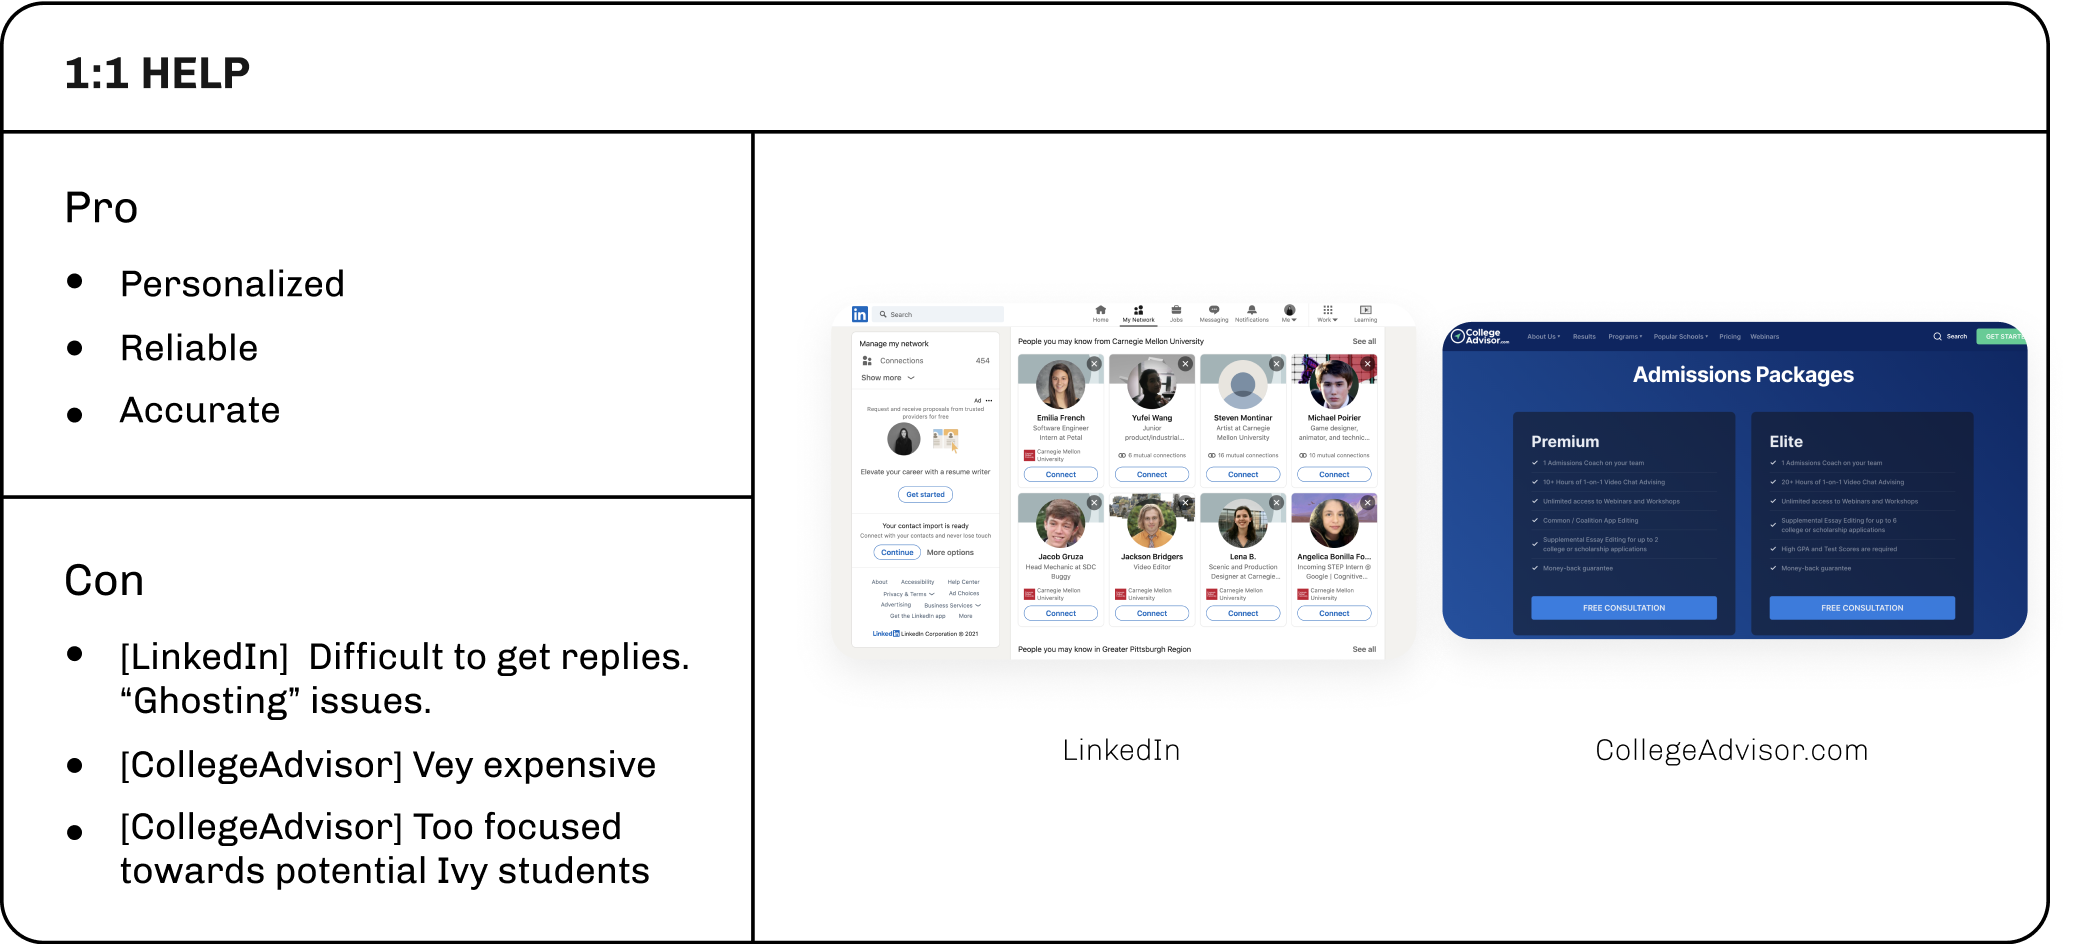 1:1 HELP
Pro
Personalized
Reliable
Accurate
Con
[LinkedIn]  Difficult to get replies.
“Ghosting” issues.
[CollegeAdvisor] Vey expensive
[CollegeAdvisor] Too focused
towards potential Ivy students
in
Search
Home
My Network
Jobs
Messaging
Notifications
Me
Work
Learning
Manage my network
Connections 454
Show more
Ad
Request and receive proposals from trusted
providers for free
Elevate your career with a resume writer
Get started
Your contact import is ready
Connect with your contacts and never lose touch
Continue More options
About Accessibility Help Center
Privacy & Terms Ad Choices
Advertising Business Services
Get the LinkedIn app More
Linked in LinkedIn Corporation © 2021
People you may know from Carnegie Mellon University See all
Emilia French
Software Engineer
Intern at Petal
Carnegie Mellon
University
Connect
Yufei Wang
Junior
product/industrial...
6 mutual connections
Connect
Steven Montinar
Artist at Carnegie
Mellon University
16 mutual connections
Connect
Michael Poirier
Game designer,
animator, and technic...
10 mutual connections
Connect
Jacob Gruza
Head Mechanic at SDC
Buggy
Carnegie Mellon
University
Connect
Jackson Bridgers
Video Editor
Carnegie Mellon
University
Connect
Lena B.
Scenic and Production
Designer at Carnegie...
Carnegie Mellon
University
Connect
Angelica Bonilla Fo...
Incoming STEP Intern @
Google | Cognitive...
Carnegie Mellon
University
Connect
People you may know in Greater Pittsburgh Region See all
LinkedIn
College
Advisor.com
About Us
Results
Programs
Popular Schools
Pricing
Webinars
Search
GET STARTE
Admissions Packages
Premium
1 Admissions Coach on your team
10+ Hours of 1-on-1 Video Chat Advising
Unlimited access to Webinars and Workshops
Common / Coalition App Editing
Supplemental Essay Editing for up to 2
college or scholarship applications
Money-back guarantee
FREE CONSULTATION
Elite
1 Admissions Coach on your team
20+ Hours of 1-on-1 Video Chat Advising
Unlimited access to Webinars and Workshops
Supplemental Essay Editing for up to 6
college or scholarship applications
High GPA and Test Scores are required
Money-back guarantee
FREE CONSULTATION
CollegeAdvisor.com